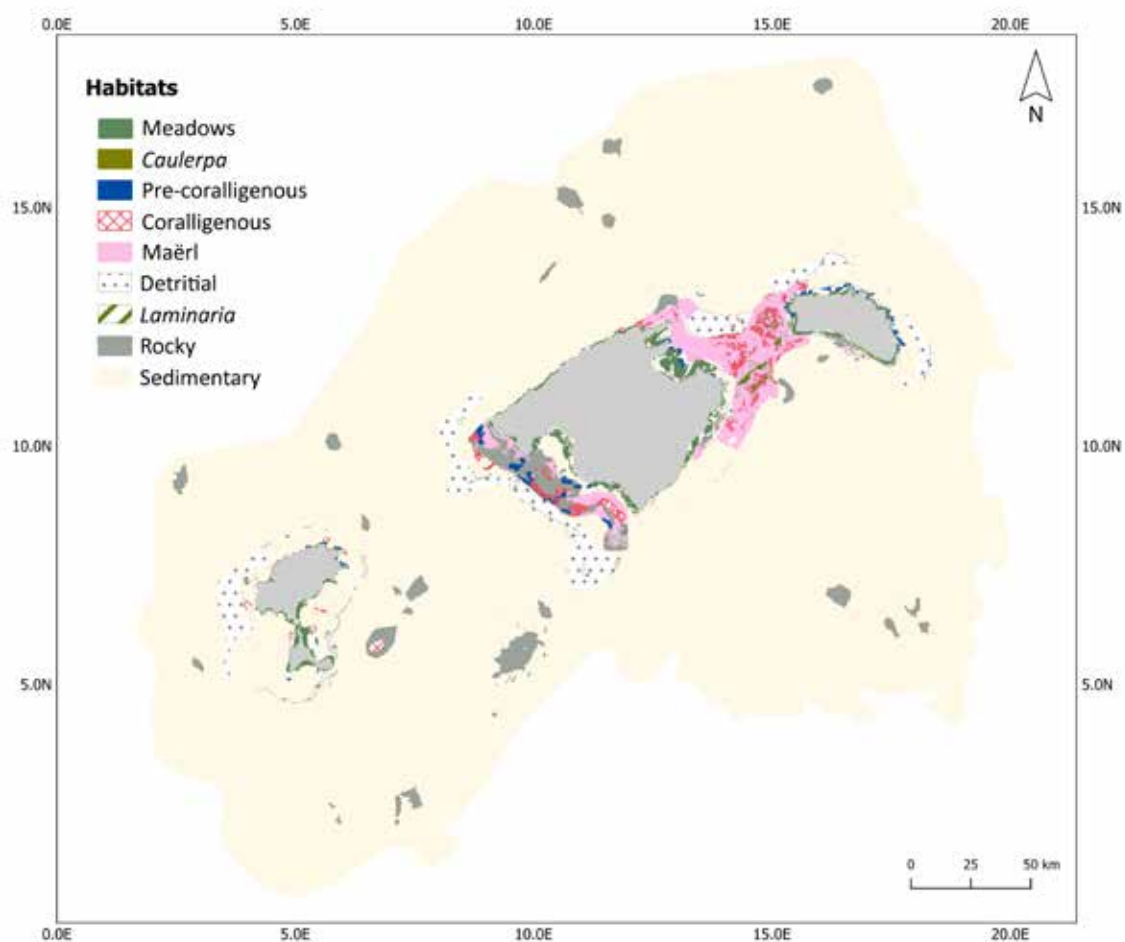 0.0E 5.0E 10.0E 15.0E 20.0E
N
Habitats
Meadows
Caulerpa
Pre-coralligenous
Coralligenous
Maërl
Detritial
Laminaria
Rocky
Sedimentary
15.0N 15.0N
10.0N 10.0N
5.0N 5.0N
0 25 50 km
0.0E 5.0E 10.0E 15.0E 20.0E